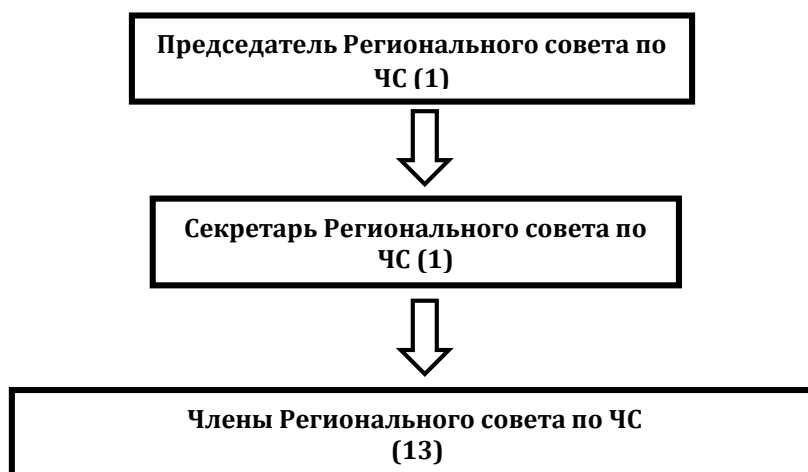 Председатель Регионального совета по
ЧС (1)
Секретарь Регионального совета по
ЧС (1)
Члены Регионального совета по ЧС
(13)